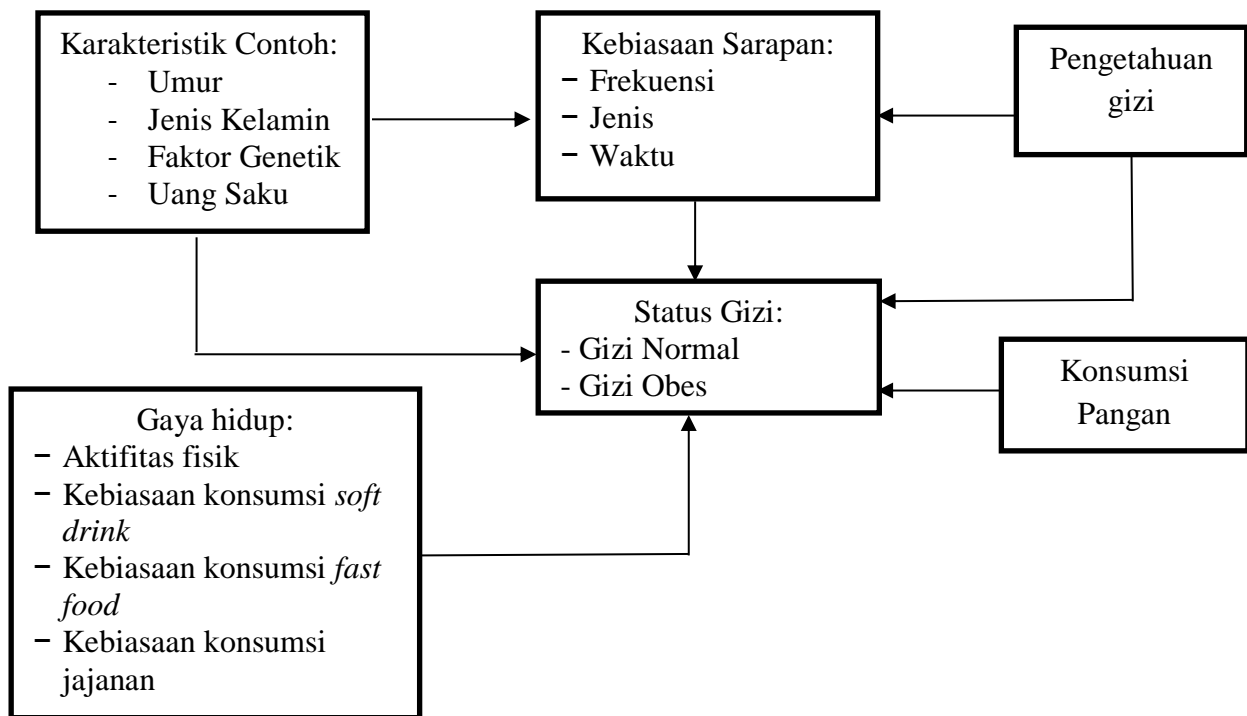 Karakteristik Contoh:
- Umur
- Jenis Kelamin
- Faktor Genetik
- Uang Saku
Kebiasaan Sarapan:
− Frekuensi
− Jenis
− Waktu
Pengetahuan
gizi
Status Gizi:
- Gizi Normal
- Gizi Obes
Konsumsi
Pangan
Gaya hidup:
− Aktifitas fisik
− Kebiasaan konsumsi soft
drink
− Kebiasaan konsumsi fast
food
− Kebiasaan konsumsi
jajanan